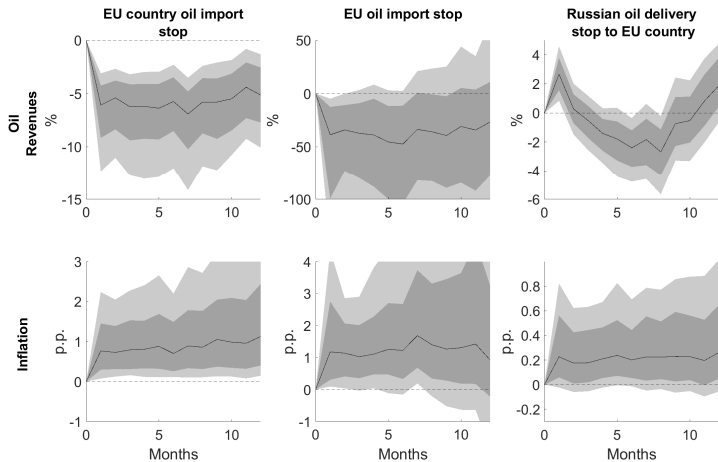 EU country oil import
stop
EU oil import stop
Russian oil delivery
stop to EU country
Oil
Revenues
%
0
-5
-10
-15
0 5 10
%
50
0
-50
-100
0 5 10
%
4
2
0
-2
-4
-6
0 5 10
Inflation
p.p.
3
2
1
0
-1
0 5 10
Months
p.p.
4
3
2
1
0
-1
0 5 10
Months
p.p.
0.8
0.6
0.4
0.2
0
-0.2
0 5 10
Months